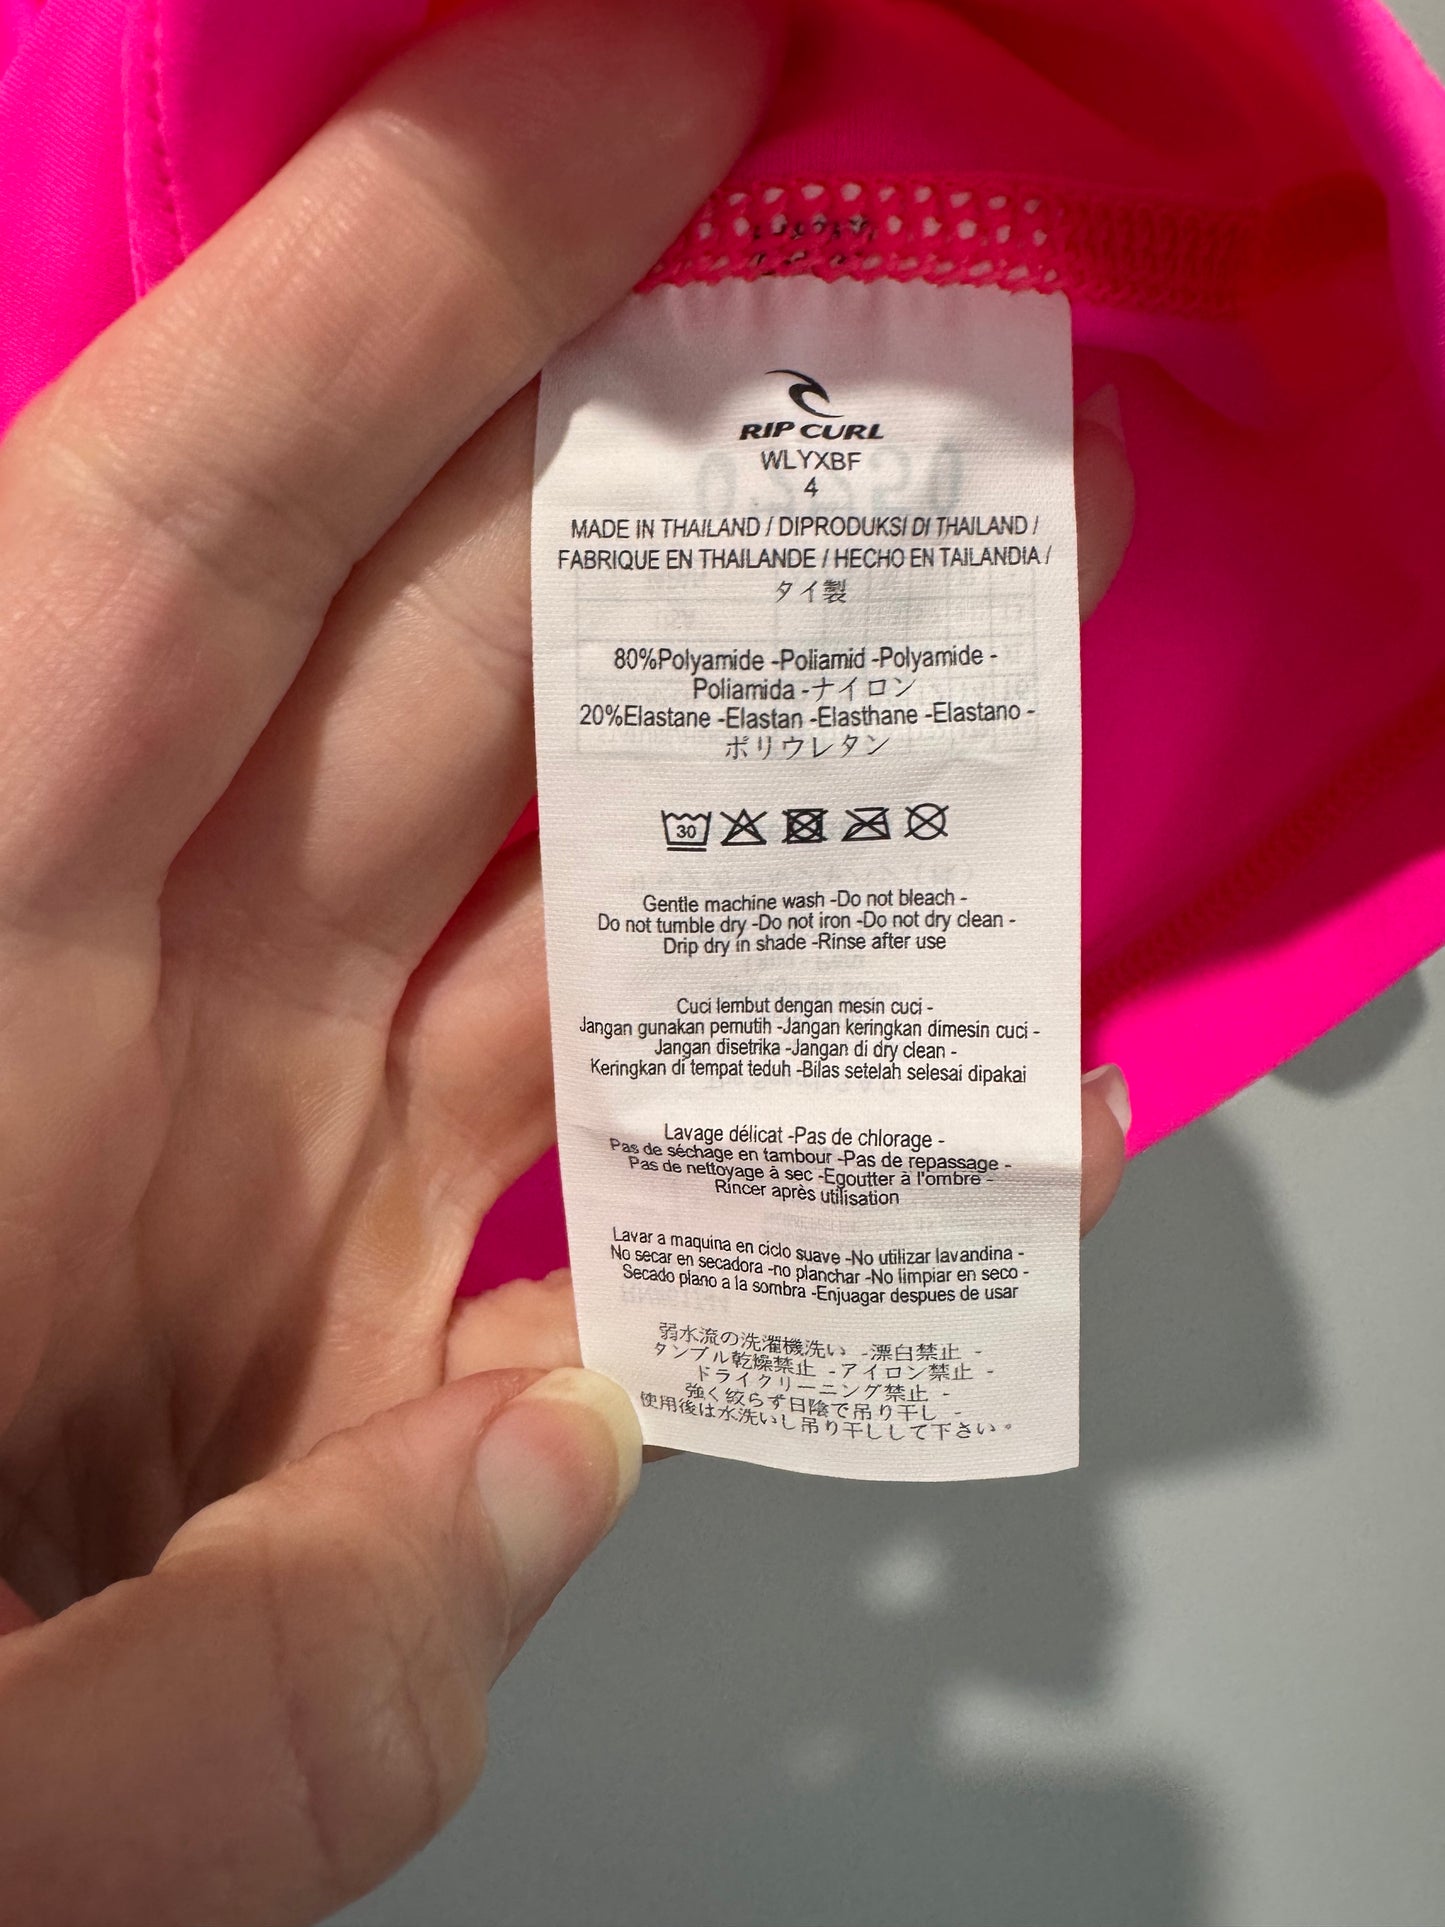 RIP CURL
WLYXBF
4
MADE IN THAILAND / DIPRODUKSI DI THAILAND /
FABRIQUE EN THAILANDE / HECHO EN TAILANDIA /
タイ製
80%Polyamide -Poliamid -Polyamide -
Poliamida -ナイロン
20%Elastane -Elastan -Elasthane -Elastano -
ポリウレタン
30
Gentle machine wash -Do not bleach -
Do not tumble dry -Do not iron -Do not dry clean -
Drip dry in shade -Rinse after use
Cuci lembut dengan mesin cuci -
Jangan gunakan pemutih -Jangan keringkan dimesin cuci -
Jangan disetrika -Jangan di dry clean -
Keringkan di tempat teduh -Bilas setelah selesai dipakai
Lavage délicat -Pas de chlorage -
Pas de séchage en tambour -Pas de repassage -
Pas de nettoyage à sec -Egoutter à l'ombre -
Rincer après utilisation
Lavar a maquina en ciclo suave -No utilizar lavandina -
No secar en secadora -no planchar -No limpiar en seco -
Secado plano a la sombra -Enjuagar despues de usar
弱水流の洗濯機洗い -漂白禁止 -
タンブル乾燥禁止 -アイロン禁止 -
ドライクリーニング禁止 -
強く絞らず日陰で吊り干し -
使用後は水洗いし吊り干しして下さい。